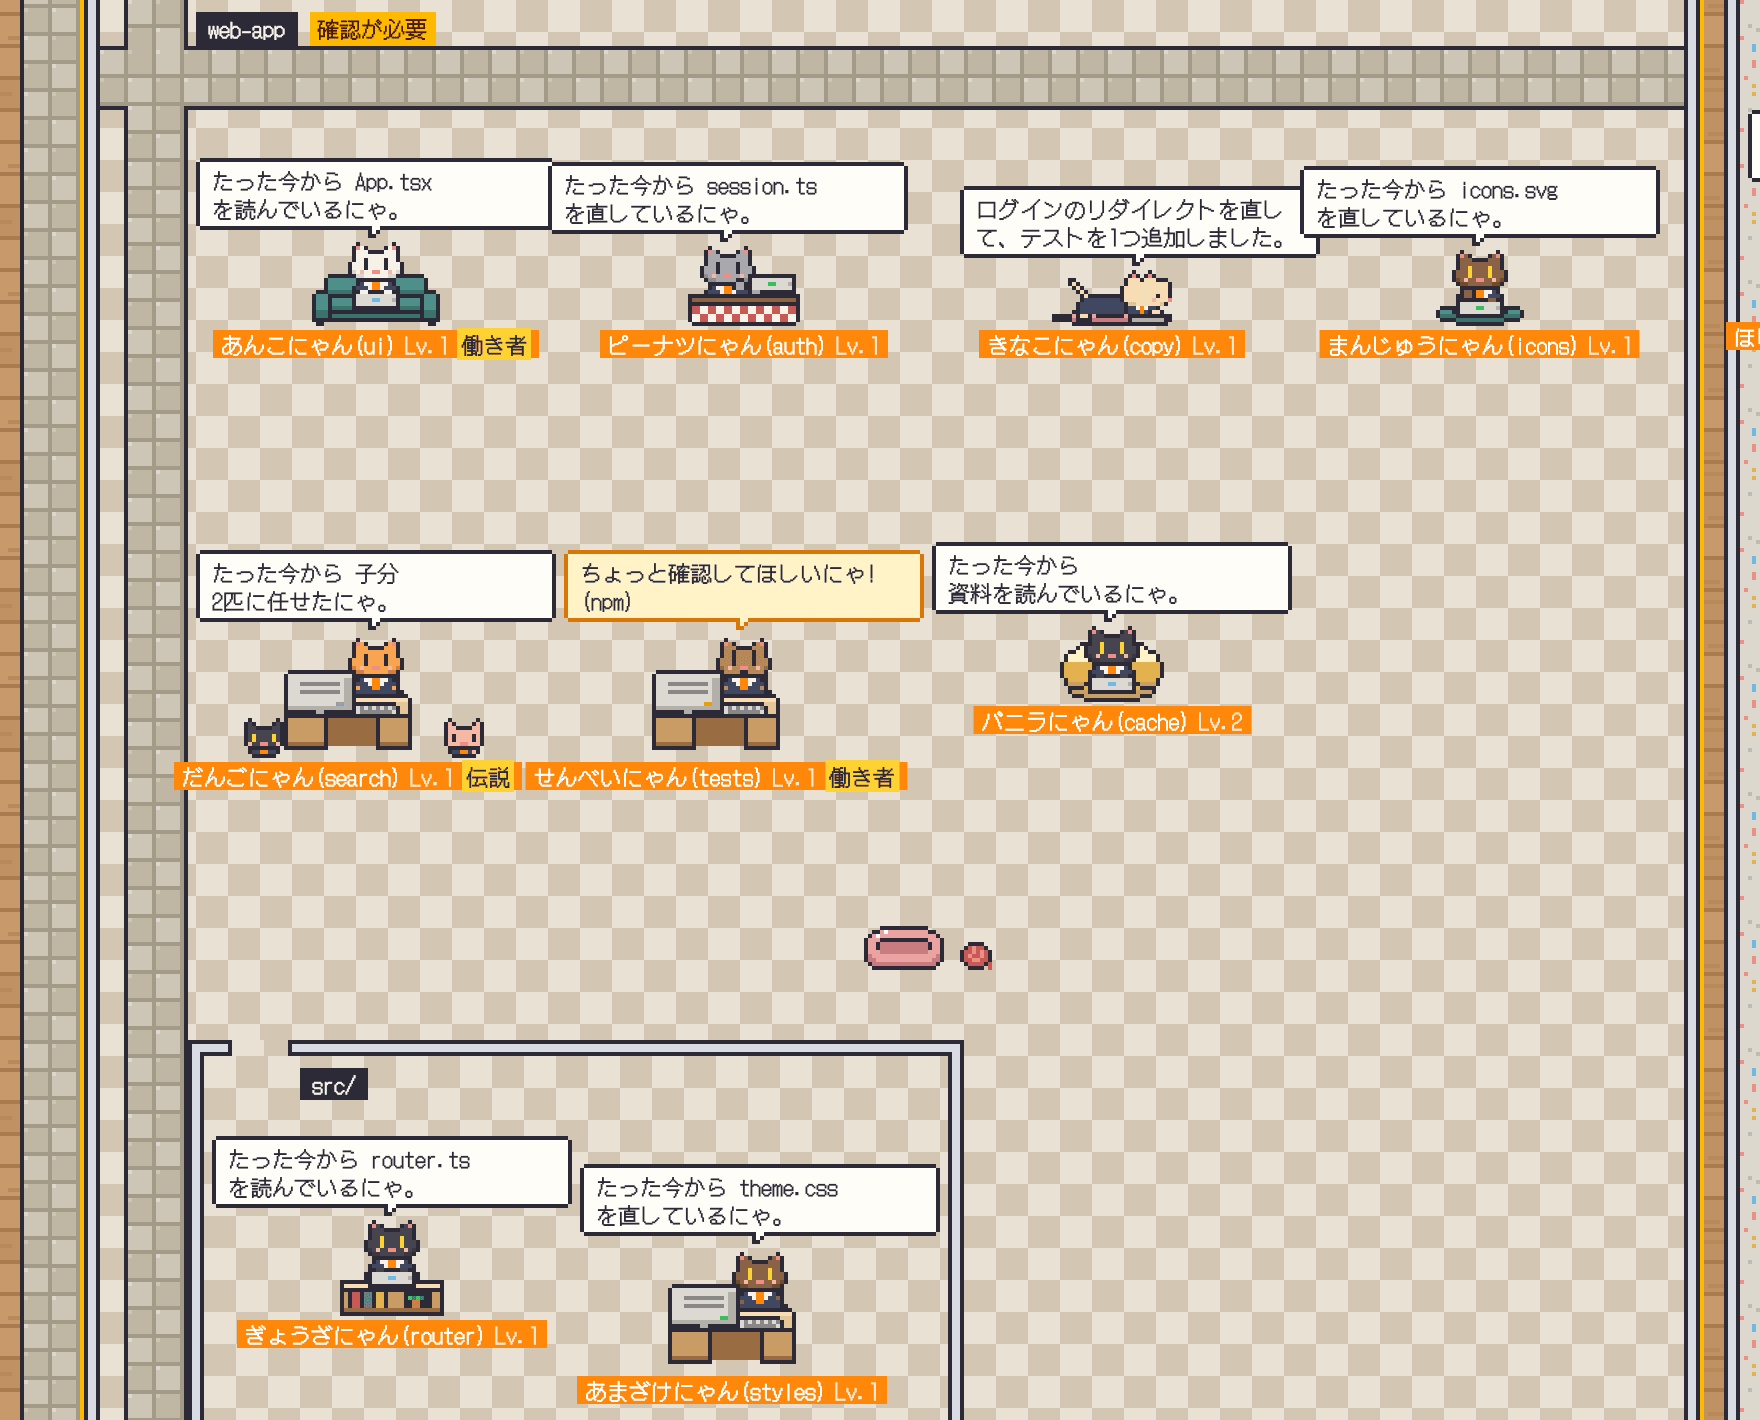 web-app 確認が必要
たった今から App.tsx
を読んでいるにゃ。
たった今から session.ts
を直しているにゃ。
ログインのリダイレクトを直し
て、テストを1つ追加しました。
たった今から icons.svg
を直しているにゃ。
あんこにゃん(ui) Lv.1 働き者
ピーナツにゃん(auth) Lv.1
きなこにゃん(copy) Lv.1
まんじゅうにゃん(icons) Lv.1
たった今から 子分
2匹に任せたにゃ。
ちょっと確認してほしいにゃ!
(npm)
たった今から
資料を読んでいるにゃ。
バニラにゃん(cache) Lv.2
だんごにゃん(search) Lv.1 伝説
せんべいにゃん(tests) Lv.1 働き者
src/
たった今から router.ts
を読んでいるにゃ。
たった今から theme.css
を直しているにゃ。
ぎょうざにゃん(router) Lv.1
あまざけにゃん(styles) Lv.1